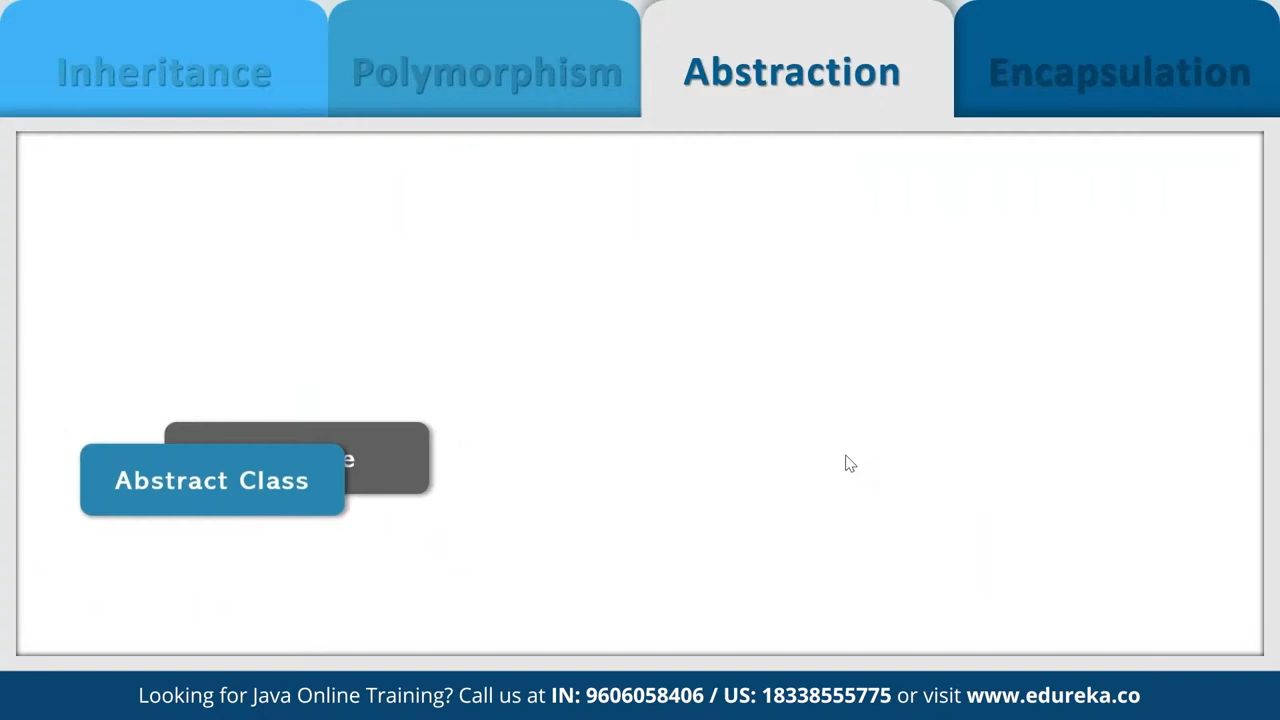 Inheritance
Polymorphism
Abstraction
Encapsulation
Abstract Class
Looking for Java Online Training? Call us at IN: 9606058406 / US: 18338555775 or visit www.edureka.co